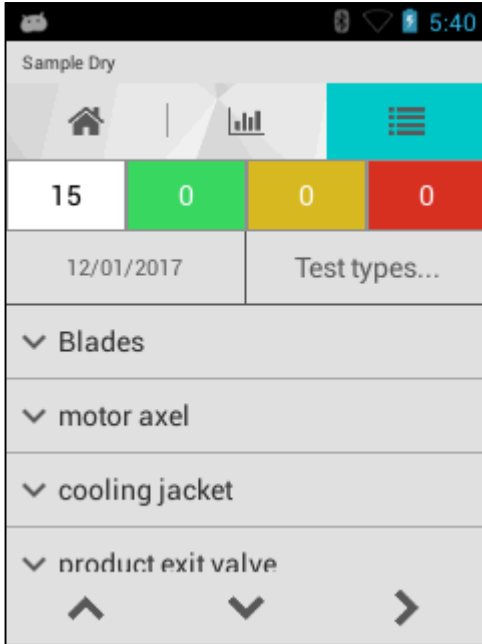 5:40
Sample Dry
15 0 0 0
12/01/2017 Test types...
Blades
motor axel
cooling jacket
product exit valve